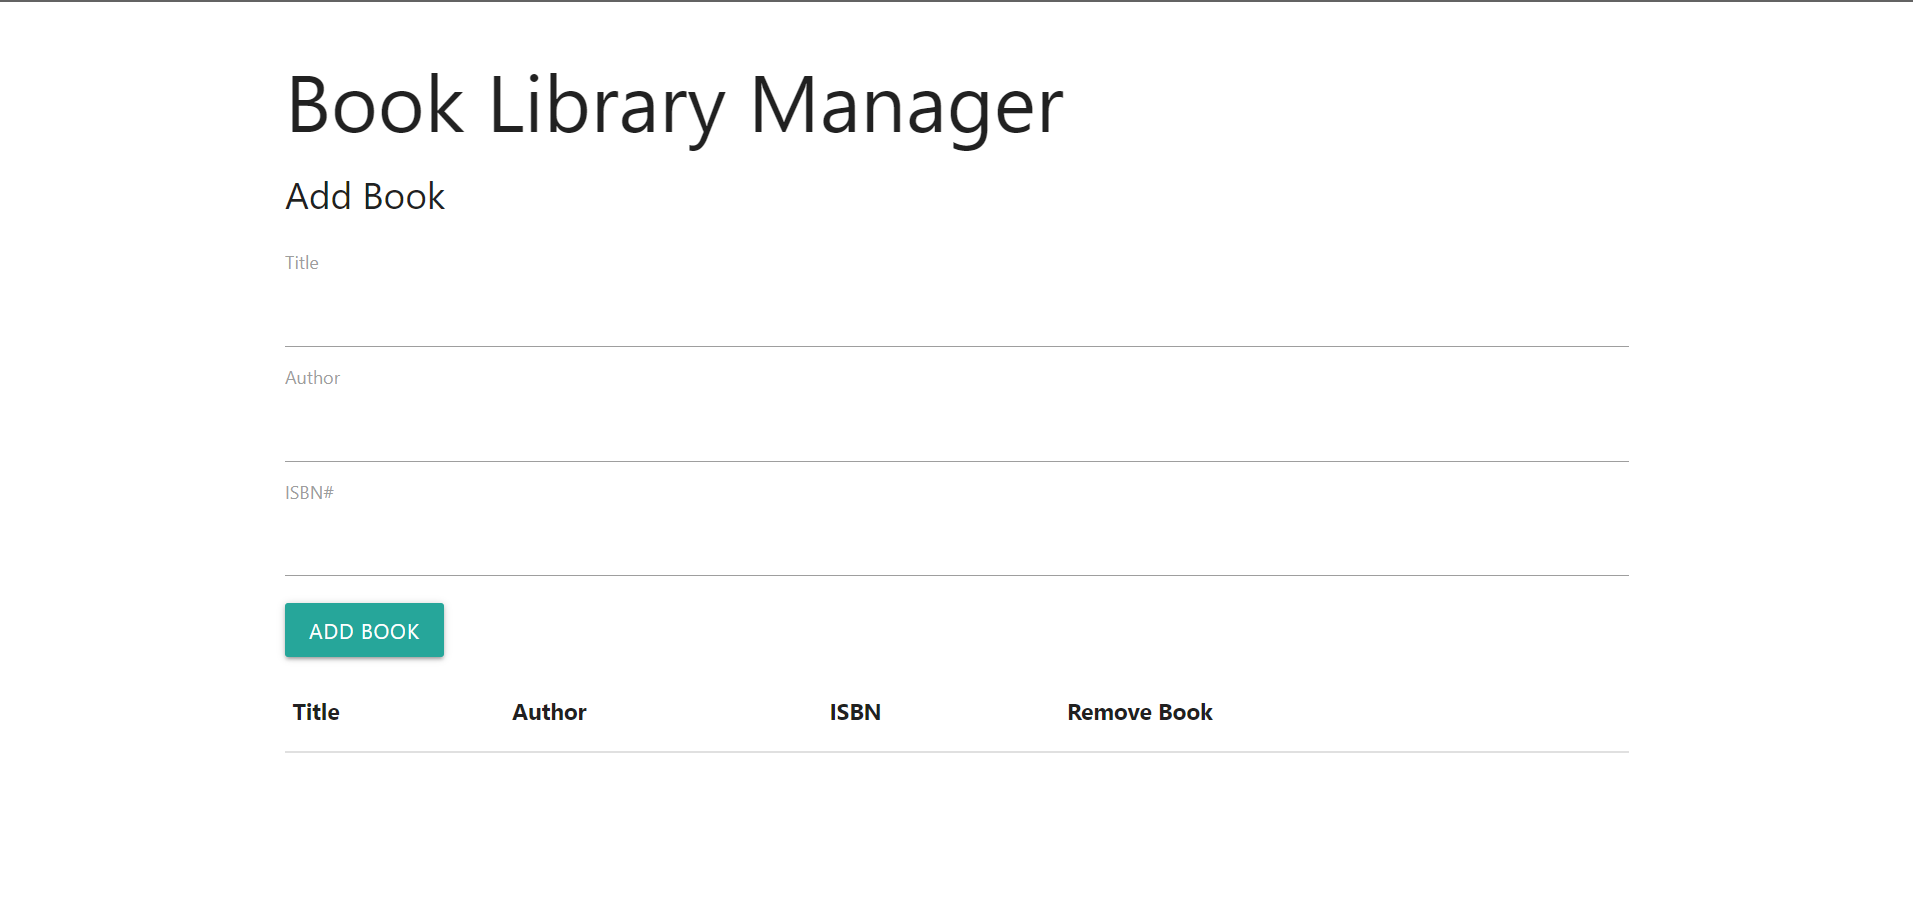 Book Library Manager
Add Book
Title
Author
ISBN#
ADD BOOK
Title Author ISBN Remove Book